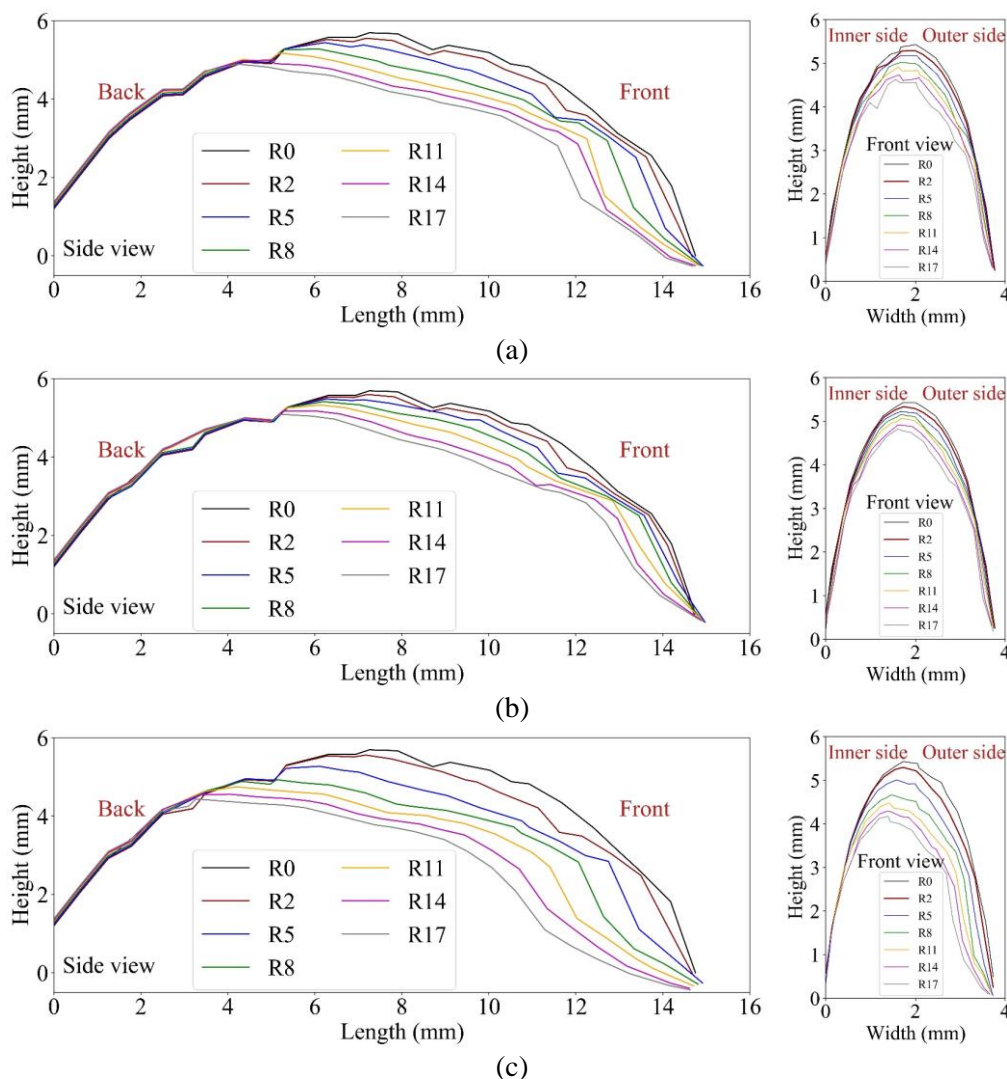 6
4
2
0
Height (mm)
Back
Front
R0
R2
R5
R8
R11
R14
R17
Side view
0 2 4 6 8 10 12 14 16
Length (mm)
6
5
4
3
2
1
0
Height (mm)
Inner side Outer side
Front view
R0
R2
R5
R8
R11
R14
R17
0 2 4
Width (mm)
(a)
6
4
2
0
Height (mm)
Back
Front
R0
R2
R5
R8
R11
R14
R17
Side view
0 2 4 6 8 10 12 14 16
Length (mm)
6
5
4
3
2
1
0
Height (mm)
Inner side Outer side
Front view
R0
R2
R5
R8
R11
R14
R17
0 2 4
Width (mm)
(b)
6
4
2
0
Height (mm)
Back
Front
R0
R2
R5
R8
R11
R14
R17
Side view
0 2 4 6 8 10 12 14 16
Length (mm)
6
5
4
3
2
1
0
Height (mm)
Inner side Outer side
Front view
R0
R2
R5
R8
R11
R14
R17
0 2 4
Width (mm)
(c)